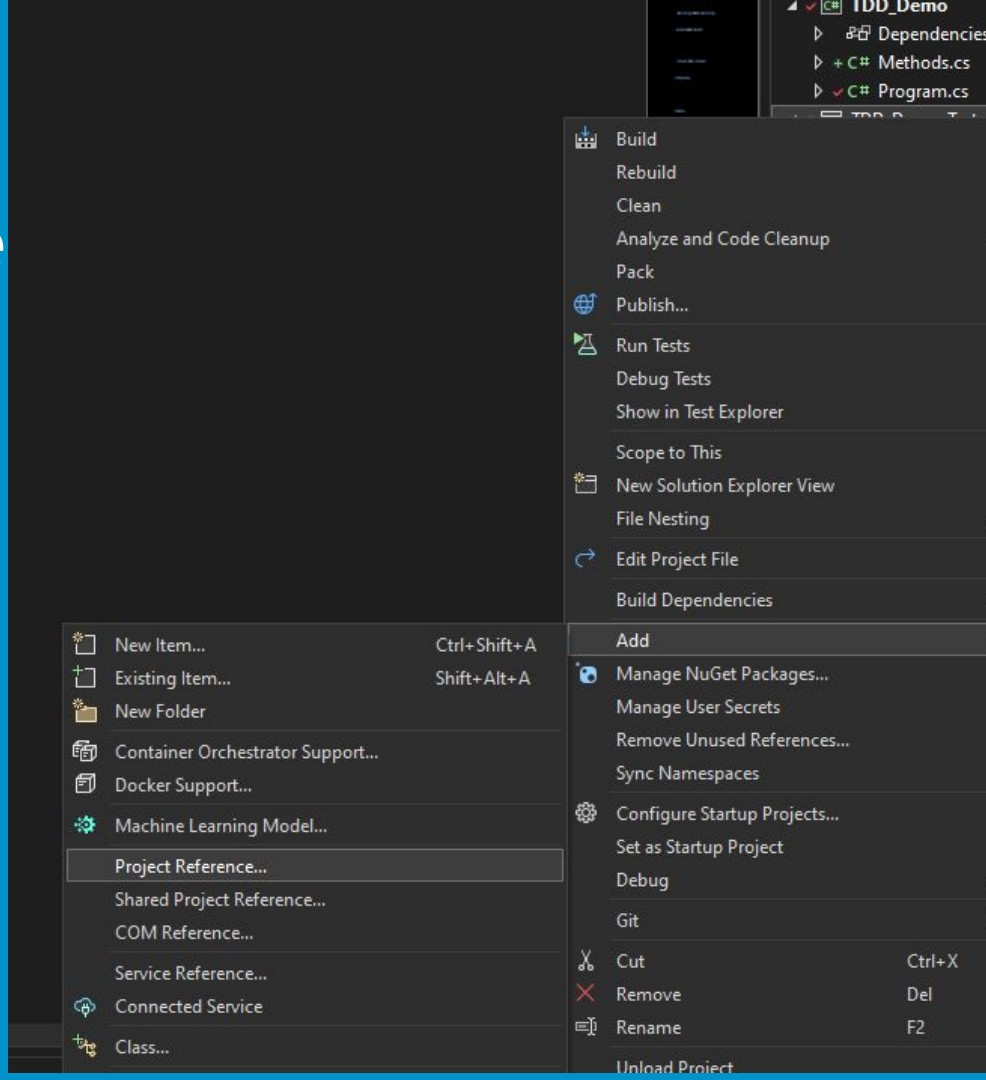 TDD_Demo
Dependencies
C# Methods.cs
C# Program.cs
Build
Rebuild
Clean
Analyze and Code Cleanup
Pack
Publish...
Run Tests
Debug Tests
Show in Test Explorer
Scope to This
New Solution Explorer View
File Nesting
Edit Project File
Build Dependencies
Add
Manage NuGet Packages...
Manage User Secrets
Remove Unused References...
Sync Namespaces
Configure Startup Projects...
Set as Startup Project
Debug
Git
Cut Ctrl+X
Remove Del
Rename F2
Unload Project
New Item... Ctrl+Shift+A
Existing Item... Shift+Alt+A
New Folder
Container Orchestrator Support...
Docker Support...
Machine Learning Model...
Project Reference...
Shared Project Reference...
COM Reference...
Service Reference...
Connected Service
Class...